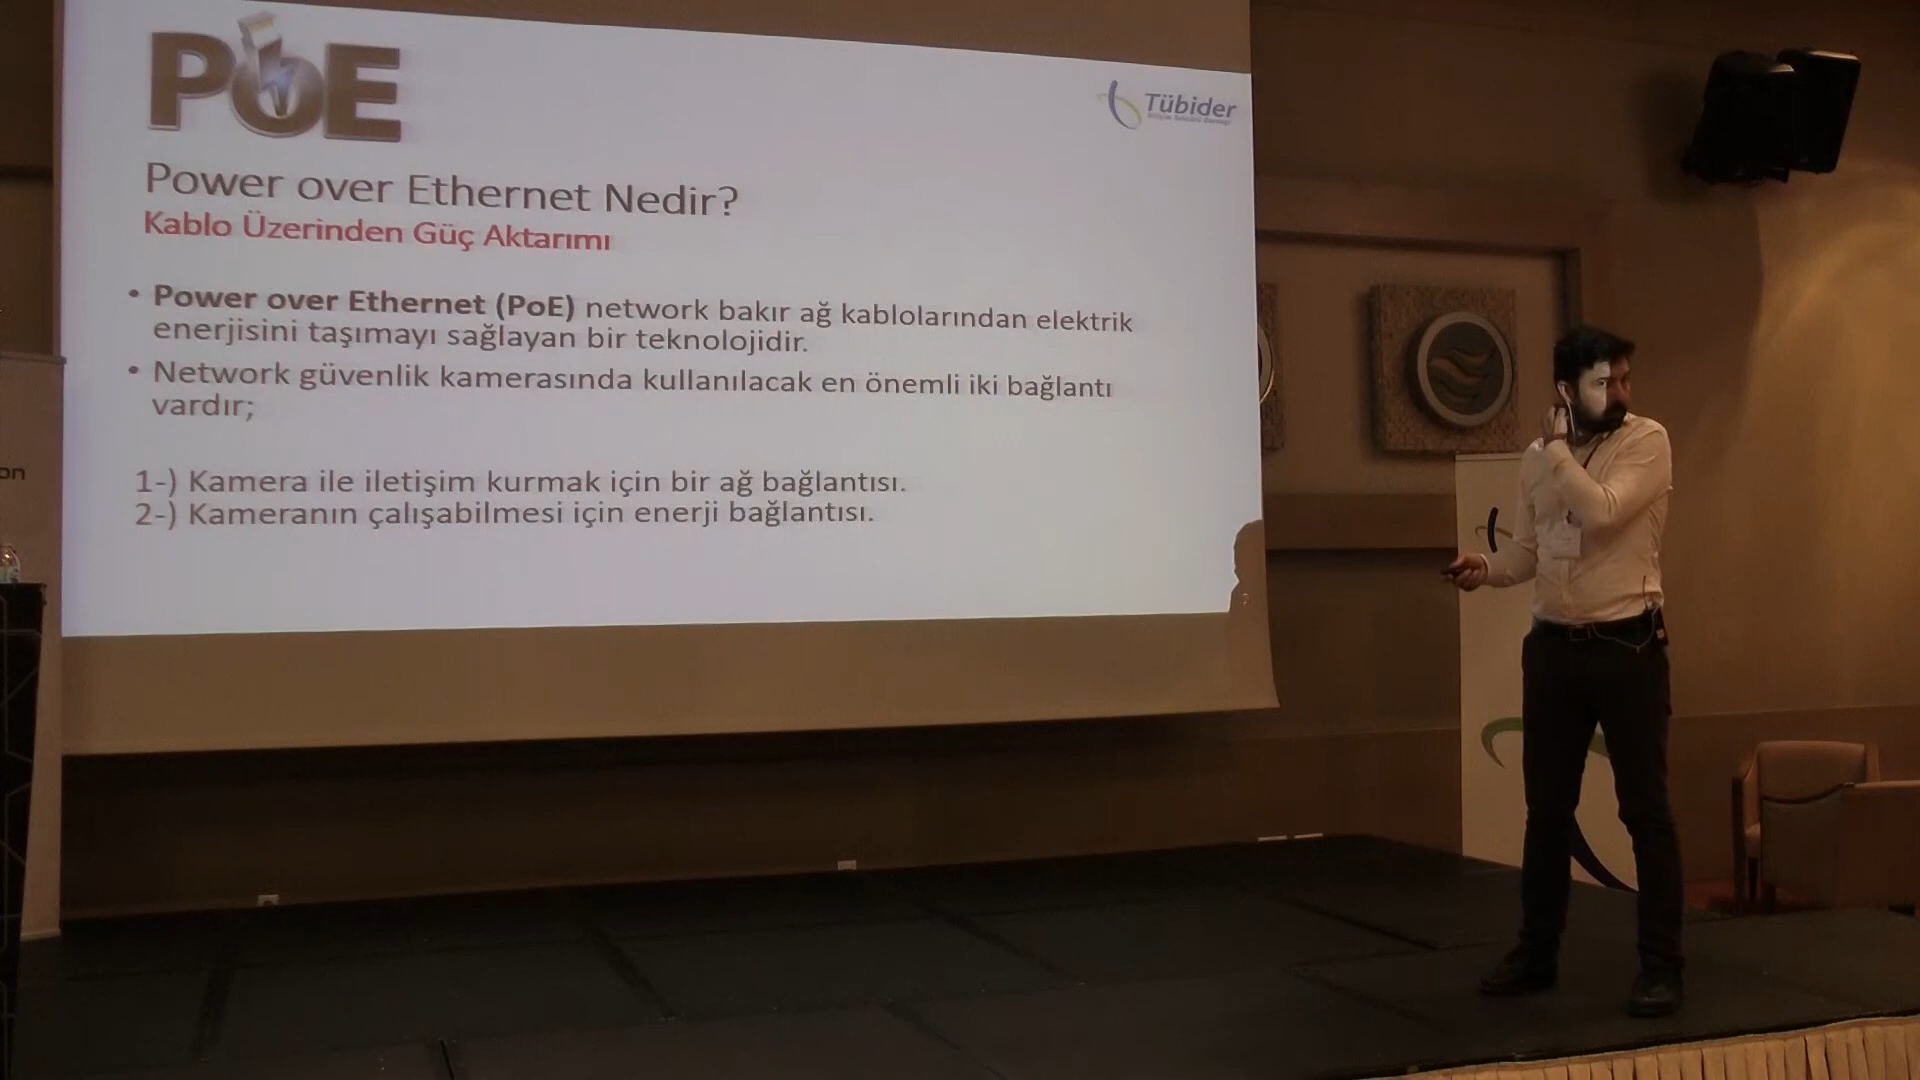 PoE
Tübider
Power over Ethernet Nedir?
Kablo Üzerinden Güç Aktarımı
• Power over Ethernet (PoE) network bakır ağ kablolarından elektrik
enerjisini taşımayı sağlayan bir teknolojidir.
• Network güvenlik kamerasında kullanılacak en önemli iki bağlantı
vardır;
1-) Kamera ile iletişim kurmak için bir ağ bağlantısı.
2-) Kameranın çalışabilmesi için enerji bağlantısı.
on